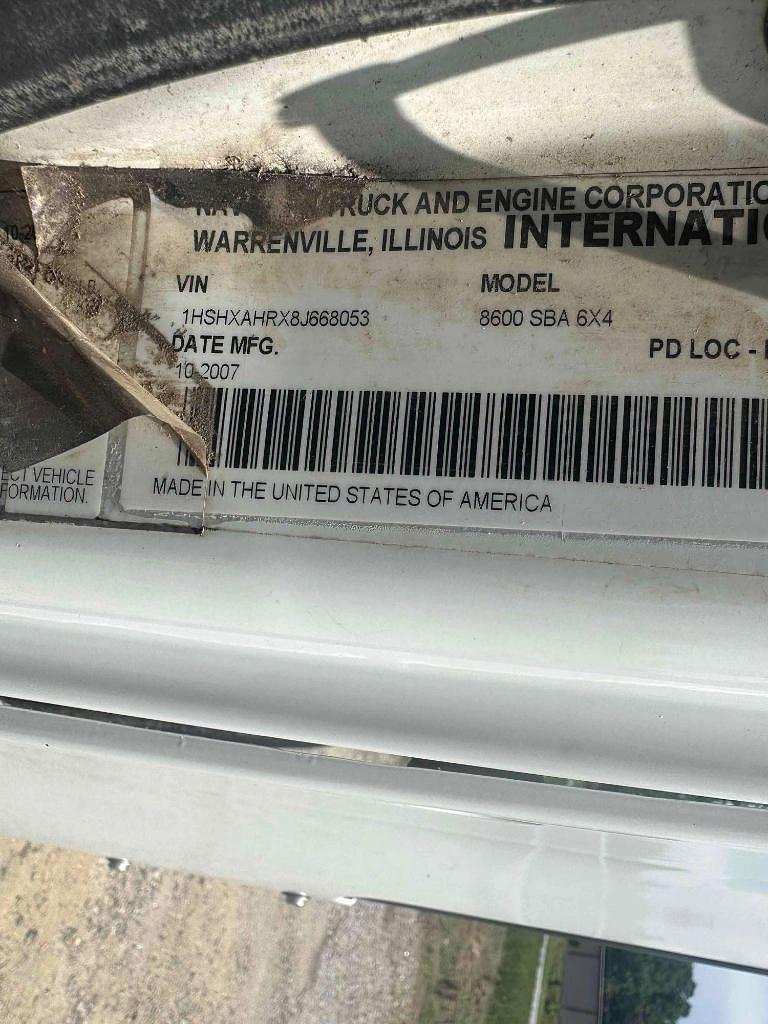 TRUCK AND ENGINE CORPORATIO
WARRENVILLE, ILLINOIS INTERNATI
VIN MODEL
1HSHXAHRX8J668053 8600 SBA 6X4
DATE MFG. PD LOC -
10-2007
VEHICLE
FORMATION.
MADE IN THE UNITED STATES OF AMERICA